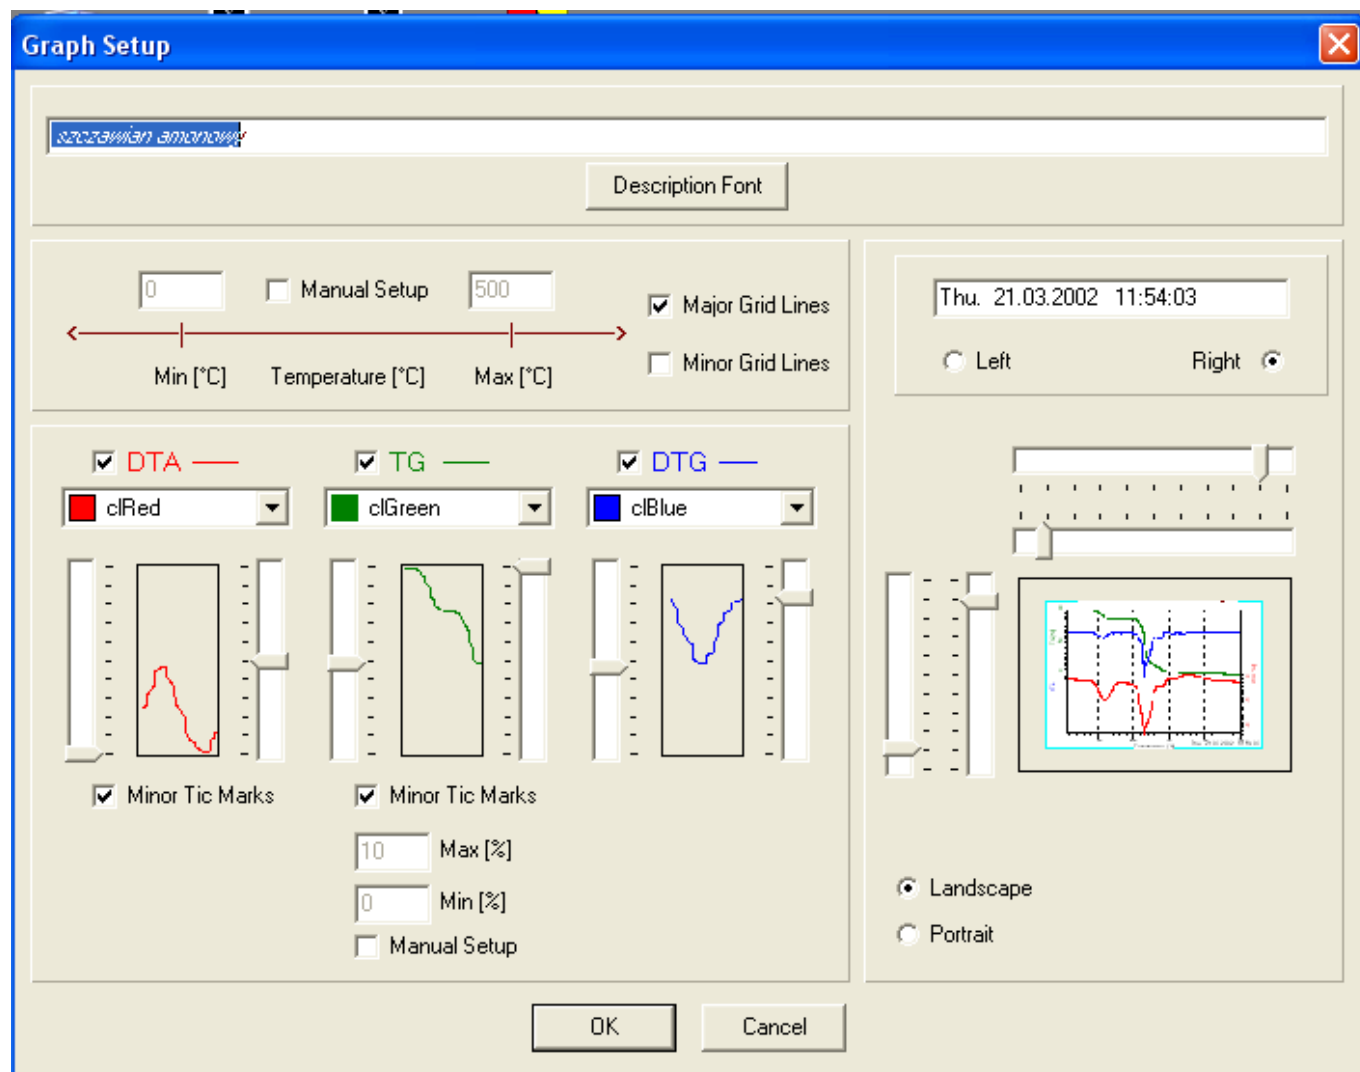 Graph Setup
szczawian amonowy
Description Font
0
Manual Setup
500
Major Grid Lines
Minor Grid Lines
Min [°C]
Temperature [°C]
Max [°C]
Thu. 21.03.2002 11:54:03
Left
Right
DTA
TG
DTG
clRed
clGreen
clBlue
Minor Tic Marks
Minor Tic Marks
10
Max [%]
0
Min [%]
Manual Setup
Landscape
Portrait
OK
Cancel